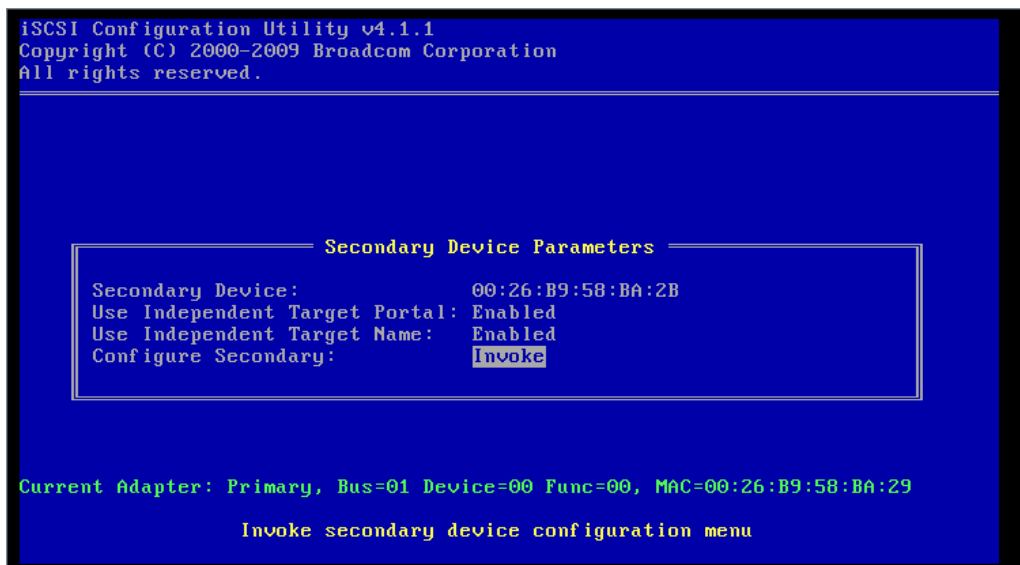 iSCSI Configuration Utility v4.1.1
Copyright (C) 2000-2009 Broadcom Corporation
All rights reserved.
Secondary Device Parameters
Secondary Device: 00:26:B9:58:BA:2B
Use Independent Target Portal: Enabled
Use Independent Target Name: Enabled
Configure Secondary: Invoke
Current Adapter: Primary, Bus=01 Device=00 Func=00, MAC=00:26:B9:58:BA:29
Invoke secondary device configuration menu